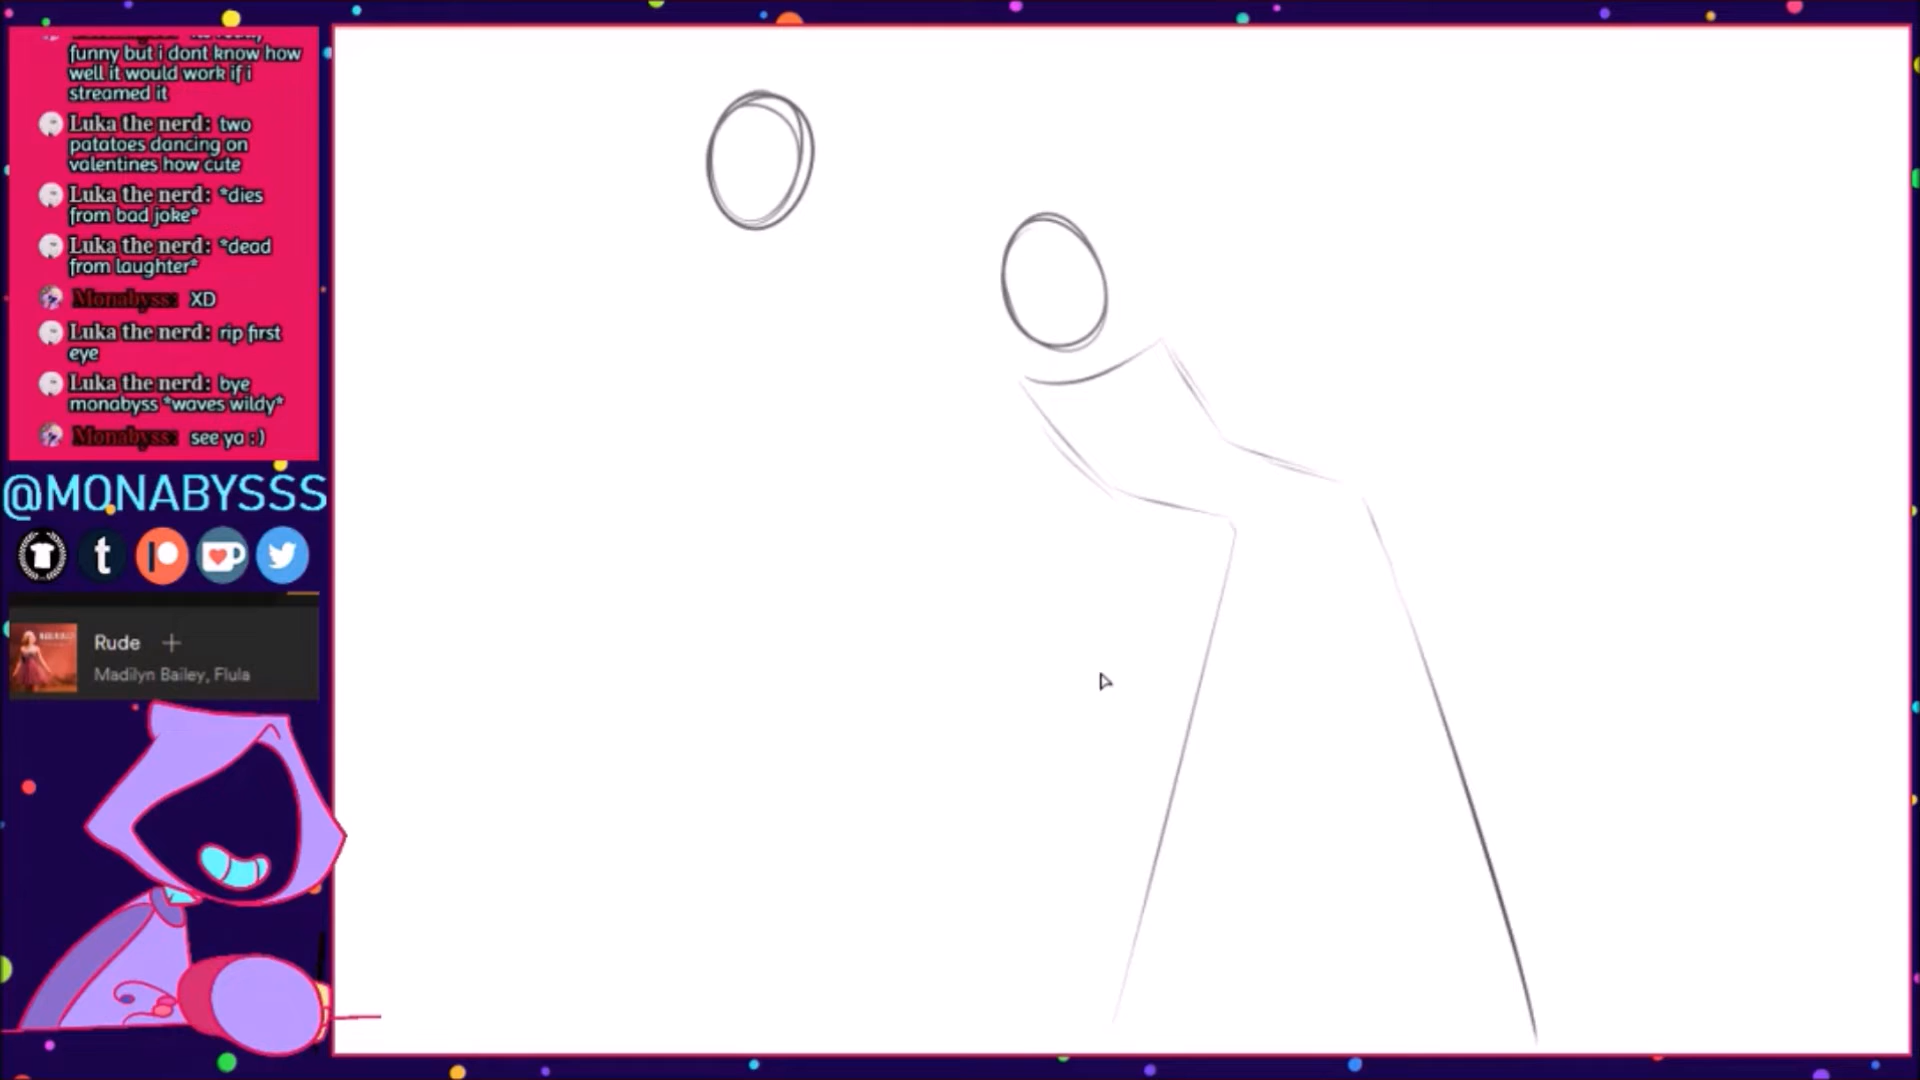 funny but i dont know how
well it would work if i
streamed it
Luka the nerd: two
patatoes dancing on
valentines how cute
Luka the nerd: *dies
from bad joke*
Luka the nerd: *dead
from laughter*
Monabyss: XD
Luka the nerd: rip first
eye
Luka the nerd: bye
monabyss *waves wildy*
Monabyss: see ya :)
@MONABYSSS
Rude
Madilyn Bailey, Flula